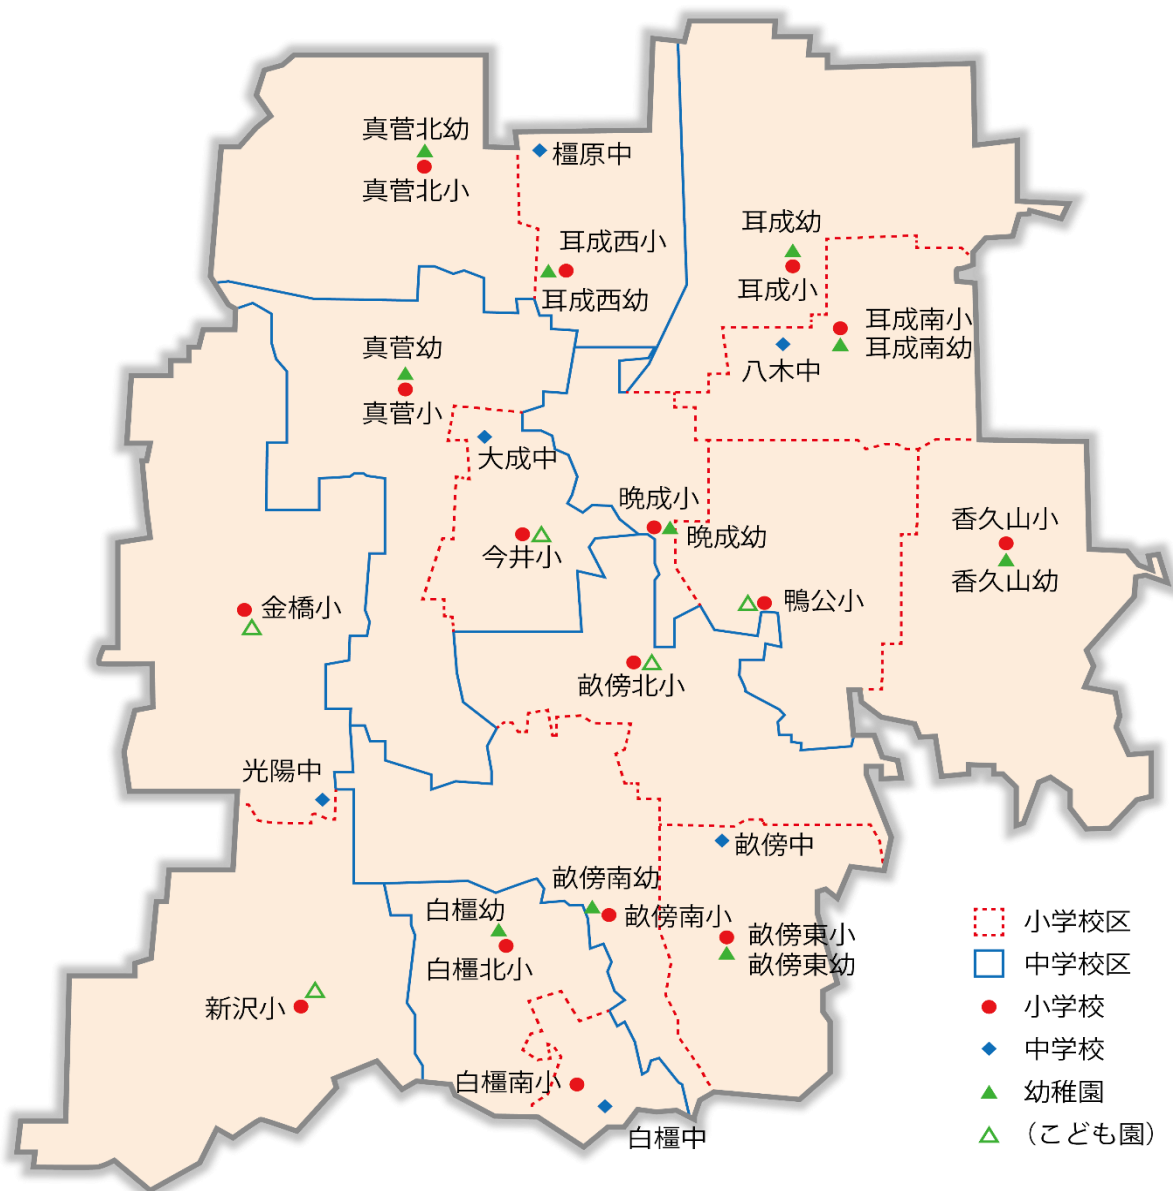 真菅北幼
真菅北小
橿原中
耳成西小
耳成西幼
耳成幼
耳成小
耳成南小
耳成南幼
八木中
真菅幼
真菅小
大成中
今井小
晩成小
晩成幼
香久山小
香久山幼
金橋小
鴨公小
畝傍北小
光陽中
畝傍中
畝傍南幼
畝傍南小
白橿幼
白橿北小
畝傍東小
畝傍東幼
新沢小
白橿南小
白橿中
小学校区
中学校区
小学校
中学校
幼稚園
（こども園）